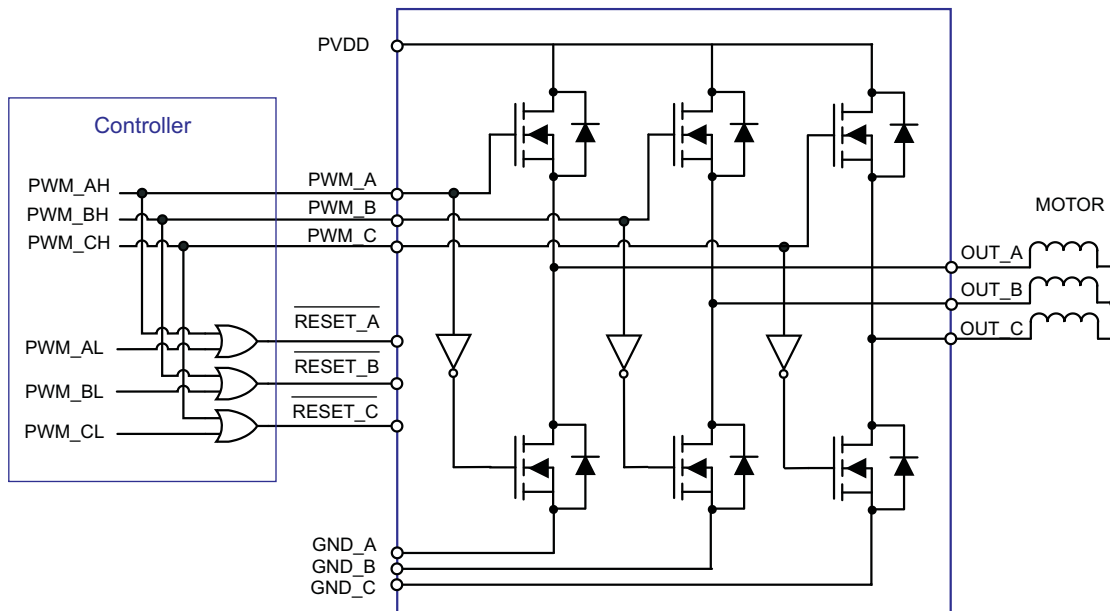 PVDD
Controller
PWM_AH
PWM_BH
PWM_CH
PWM_A
PWM_B
PWM_C
MOTOR
OUT_A
OUT_B
OUT_C
RESET_A
RESET_B
RESET_C
PWM_AL
PWM_BL
PWM_CL
GND_A
GND_B
GND_C